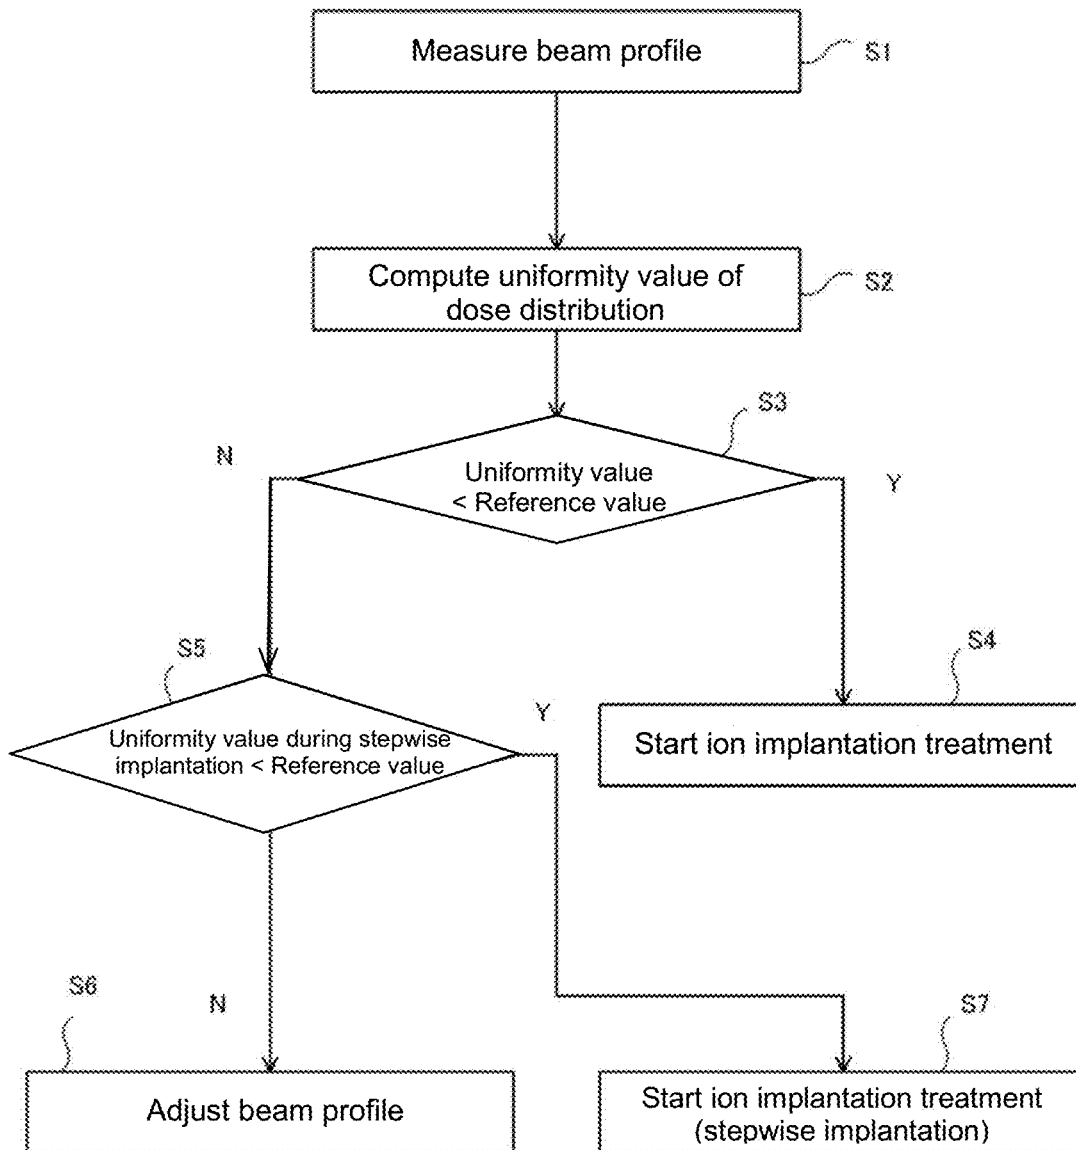 Measure beam profile
S1
Compute uniformity value of
dose distribution
S2
S3
N
Uniformity value
< Reference value
Y
S5
S4
Y
Uniformity value during stepwise
implantation < Reference value
Start ion implantation treatment
S6
N
S7
Adjust beam profile
Start ion implantation treatment
(stepwise implantation)